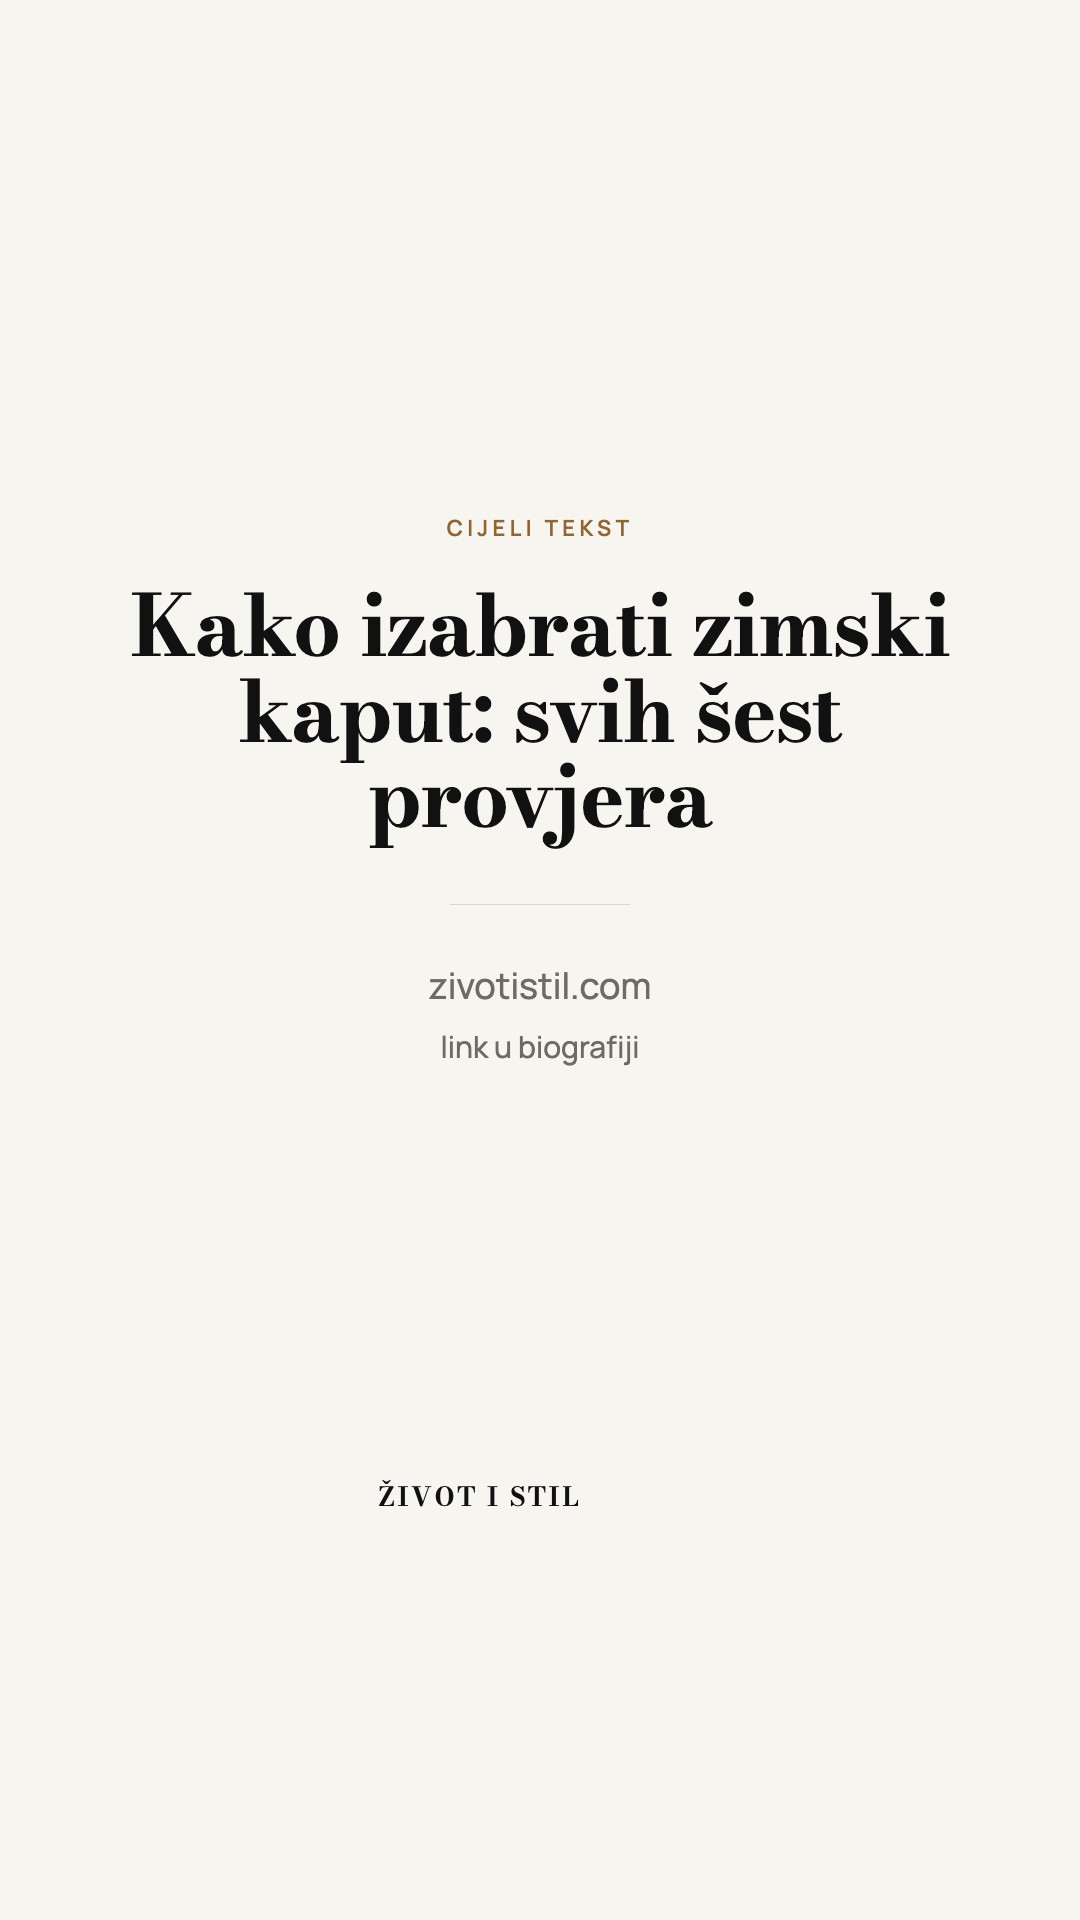 CIJELI TEKST
Kako izabrati zimski
kaput: svih šest
provjera
zivotistil.com
link u biografiji
ŽIVOT I STIL